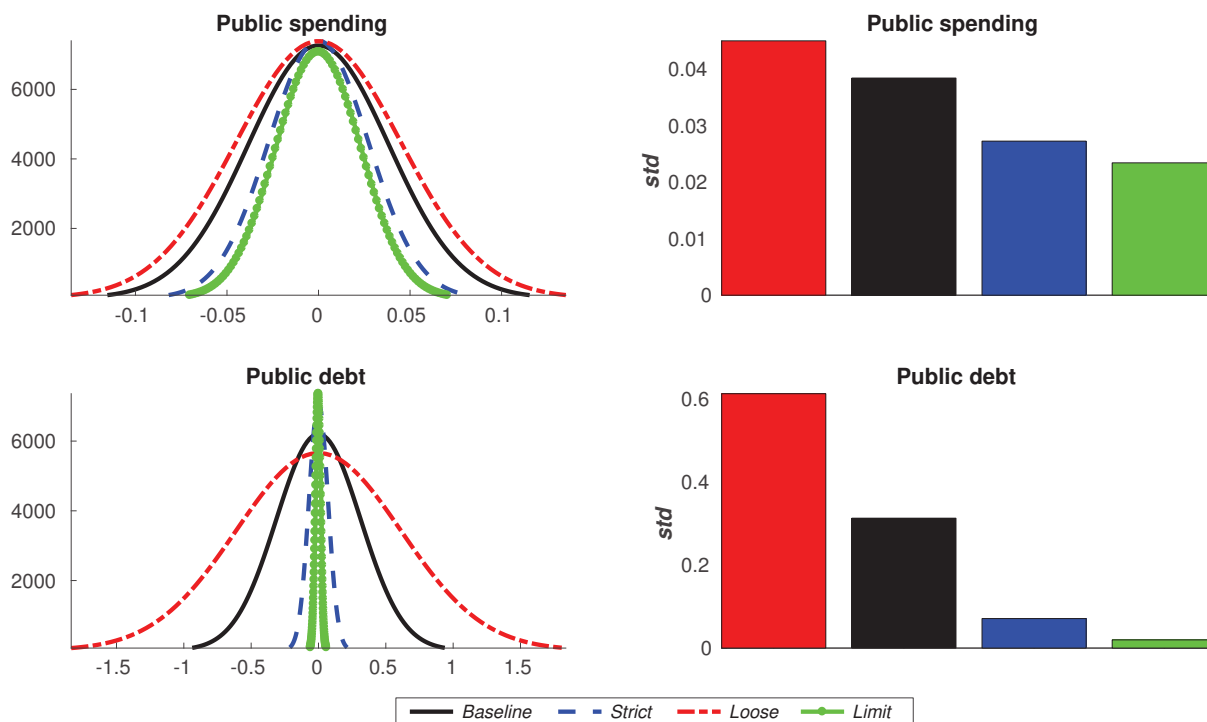 Public spending
6000
4000
2000
-0.1 -0.05 0 0.05 0.1
Public spending
std
0.04
0.03
0.02
0.01
0
Public debt
6000
4000
2000
-1.5 -1 -0.5 0 0.5 1 1.5
Public debt
std
0.6
0.4
0.2
0
Baseline Strict Loose Limit